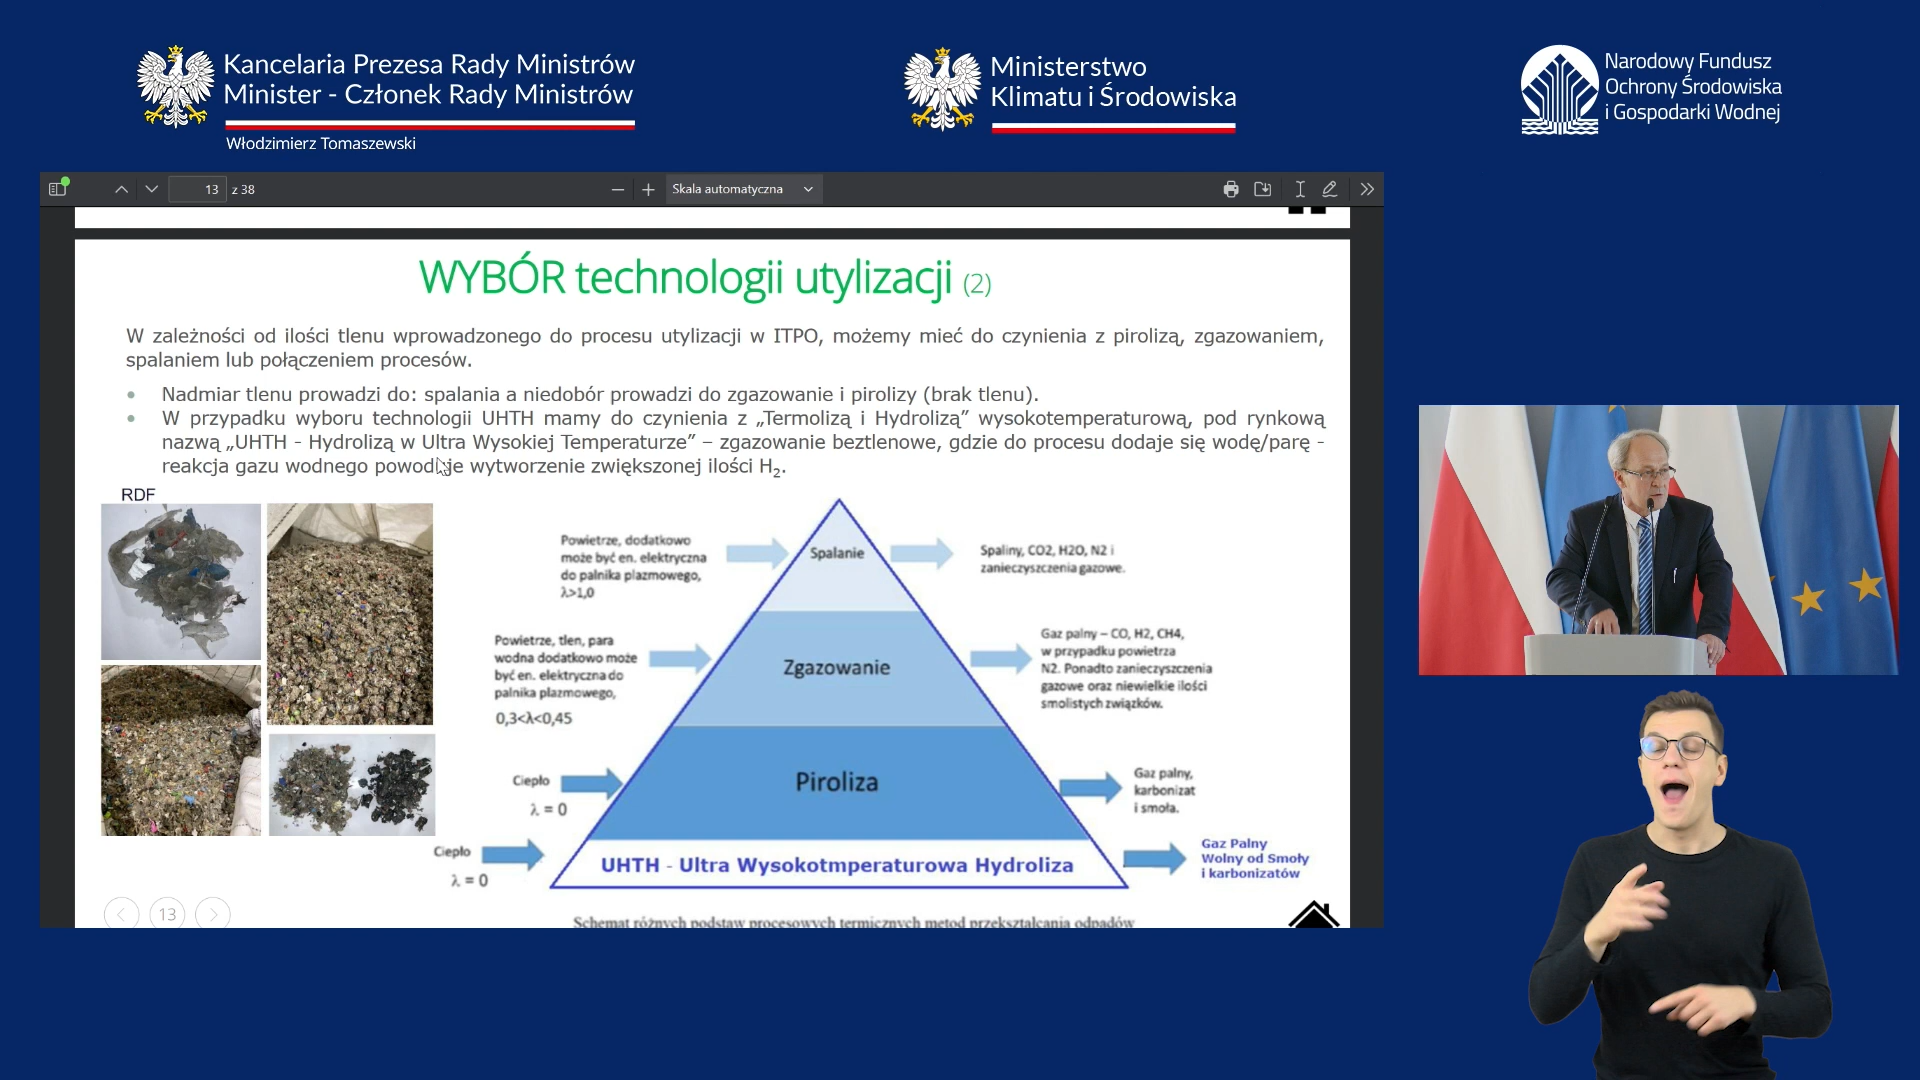 Kancelaria Prezesa Rady Ministrów
Minister - Członek Rady Ministrów
Włodzimierz Tomaszewski
Ministerstwo
Klimatu i Środowiska
Narodowy Fundusz
Ochrony Środowiska
i Gospodarki Wodnej
13 z 38
Skala automatyczna
WYBÓR technologii utylizacji (2)
W zależności od ilości tlenu wprowadzonego do procesu utylizacji w ITPO, możemy mieć do czynienia z pirolizą, zgazowaniem,
spalaniem lub połączeniem procesów.
• Nadmiar tlenu prowadzi do: spalania a niedobór prowadzi do zgazowanie i pirolizy (brak tlenu).
• W przypadku wyboru technologii UHTH mamy do czynienia z „Termolizą i Hydrolizą” wysokotemperaturową, pod rynkową
nazwą „UHTH - Hydrolizą w Ultra Wysokiej Temperaturze” – zgazowanie beztlenowe, gdzie do procesu dodaje się wodę/parę -
reakcja gazu wodnego powoduje wytworzenie zwiększonej ilości H2.
RDF
Powietrze, dodatkowo
może być en. elektryczna
do palnika plazmowego,
λ>1,0
Spalanie
Spaliny, CO2, H2O, N2 i
zanieczyszczenia gazowe.
Powietrze, tlen, para
wodna dodatkowo może
być en. elektryczna do
palnika plazmowego,
0,3<λ<0,45
Zgazowanie
Gaz palny – CO, H2, CH4,
w przypadku powietrza
N2. Ponadto zanieczyszczenia
gazowe oraz niewielkie ilości
smolistych związków.
Ciepło
λ = 0
Piroliza
Gaz palny,
karbonizat
i smoła.
Ciepło
λ = 0
UHTH - Ultra Wysokotmperaturowa Hydroliza
Gaz Palny
Wolny od Smoły
i karbonizatów
13
Schemat różnych podstaw procesowych termicznych metod przekształcania odpadów